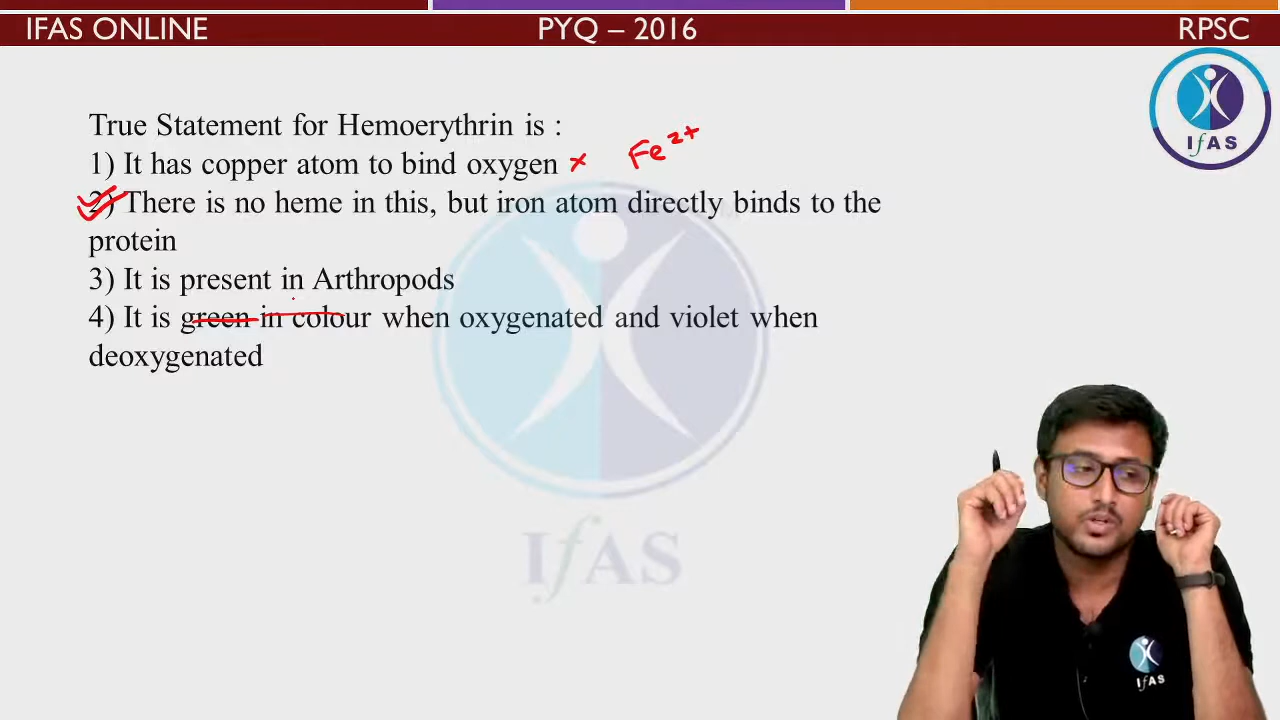 IFAS ONLINE PYQ – 2016 RPSC
IfAS
True Statement for Hemoerythrin is :
1) It has copper atom to bind oxygen × Fe²⁺
2) There is no heme in this, but iron atom directly binds to the
protein
3) It is present in Arthropods
4) It is green in colour when oxygenated and violet when
deoxygenated
IfAS
IfAS